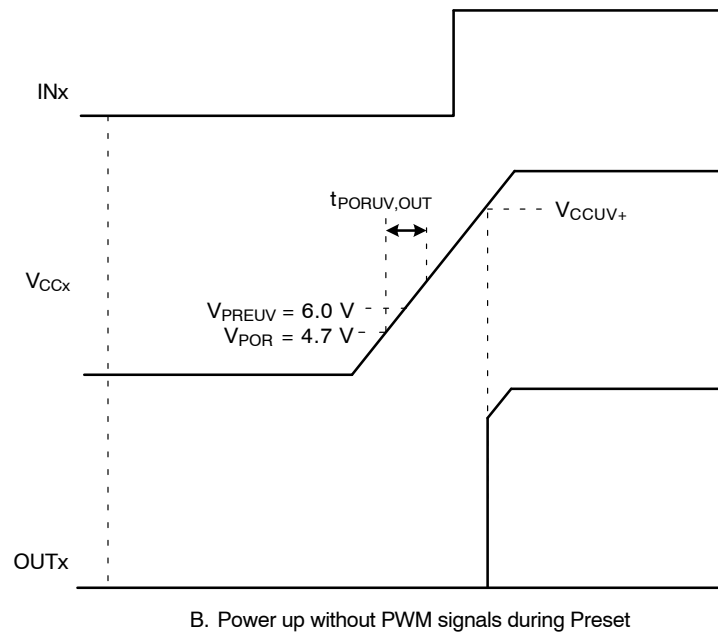 INx
tPORUV,OUT
VCCUV+
VCCx
VPREUV = 6.0 V
VPOR = 4.7 V
OUTx
B. Power up without PWM signals during Preset